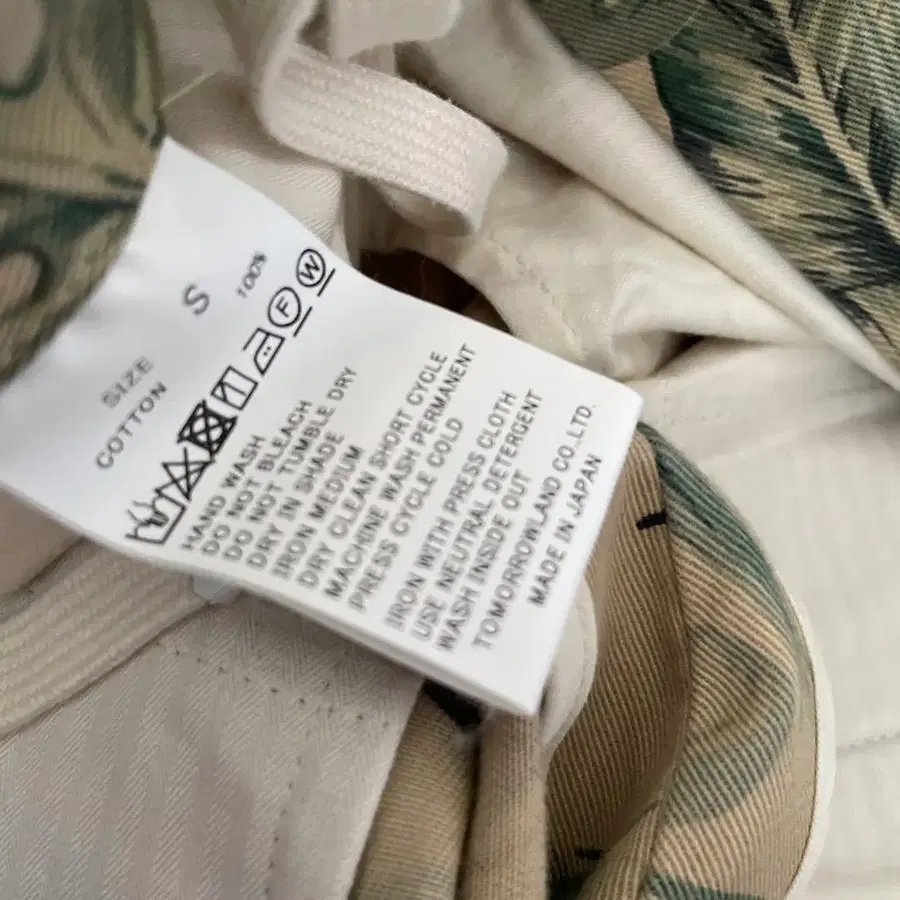 SIZE S
COTTON 100%
F W
HAND WASH
DO NOT BLEACH
DO NOT TUMBLE DRY
DRY IN SHADE
IRON MEDIUM
DRY CLEAN SHORT CYCLE
MACHINE WASH PERMANENT
PRESS CYCLE COLD
IRON WITH PRESS CLOTH
USE NEUTRAL DETERGENT
WASH INSIDE OUT
TOMORROWLAND CO.,LTD.
MADE IN JAPAN